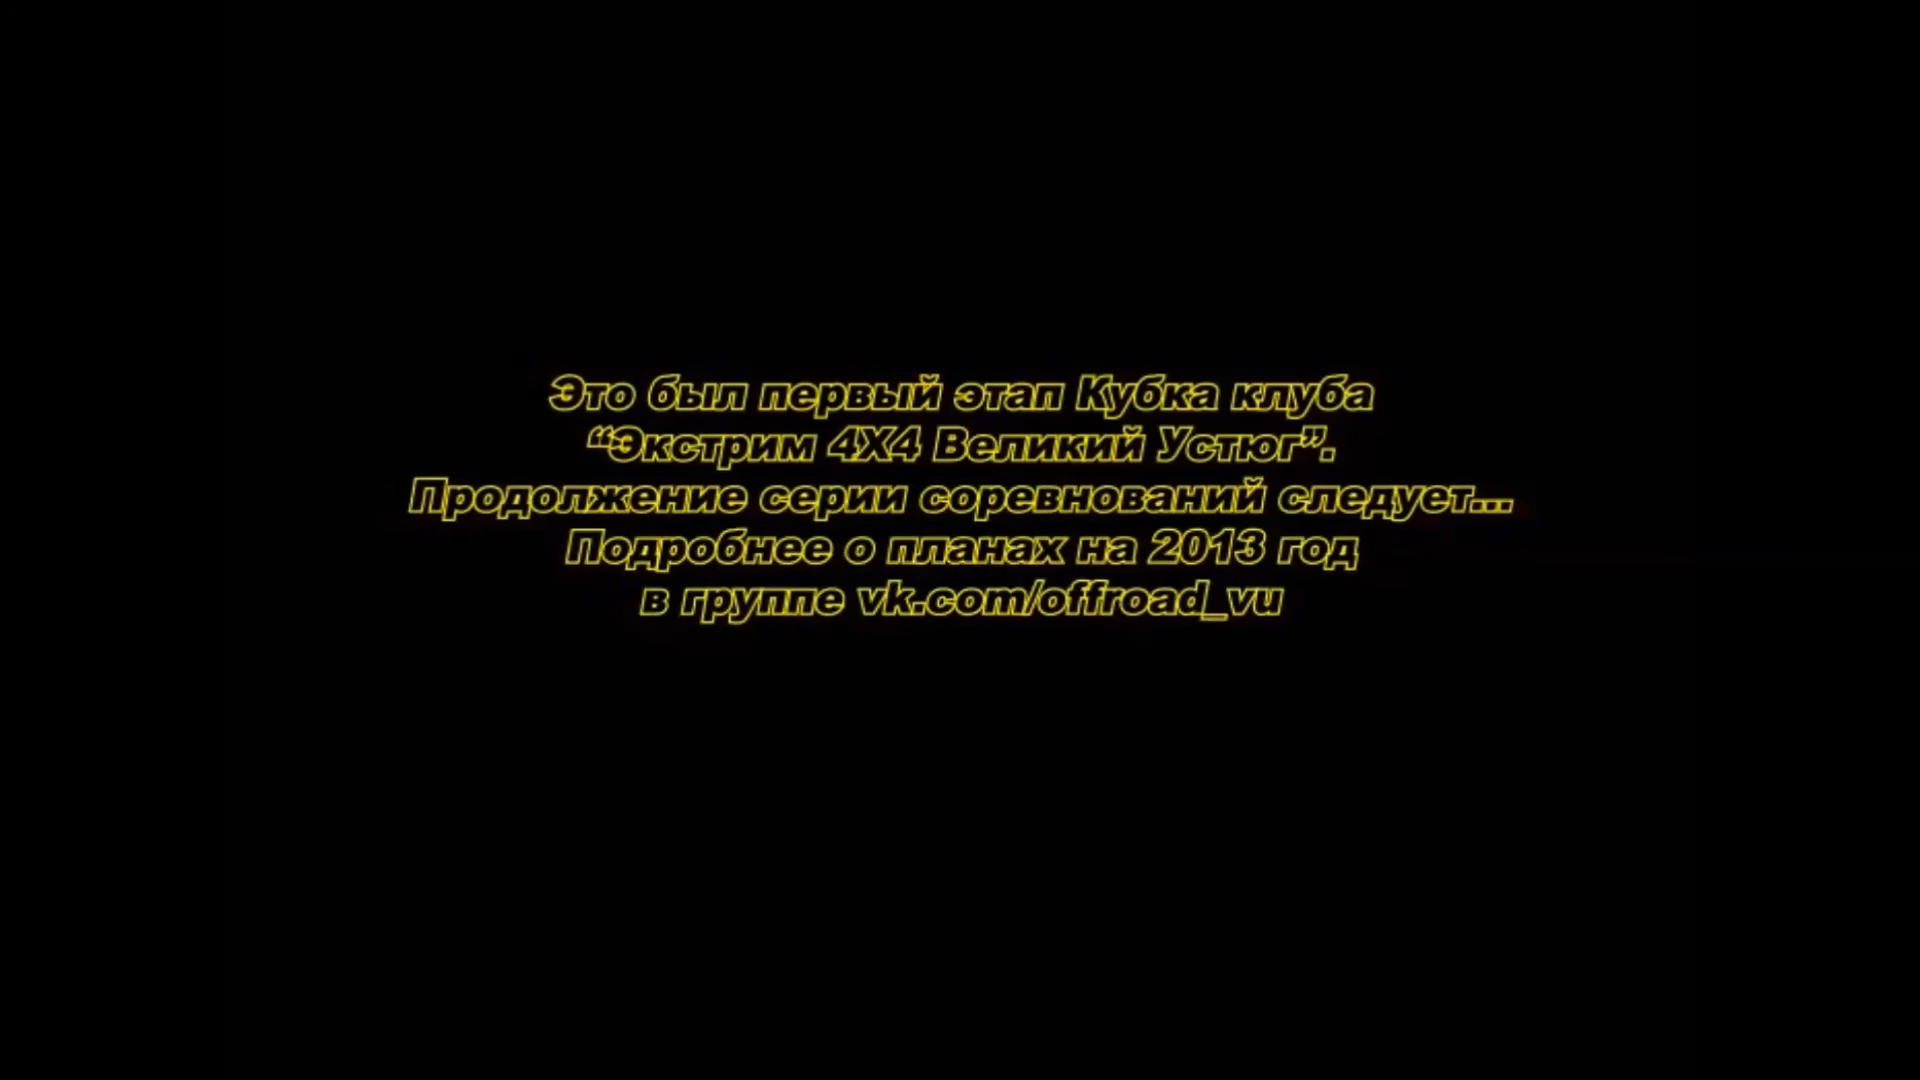 Это был первый этап Кубка клуба
“Экстрим 4Х4 Великий Устюг”.
Продолжение серии соревнований следует...
Подробнее о планах на 2013 год
в группе vk.com/offroad_vu